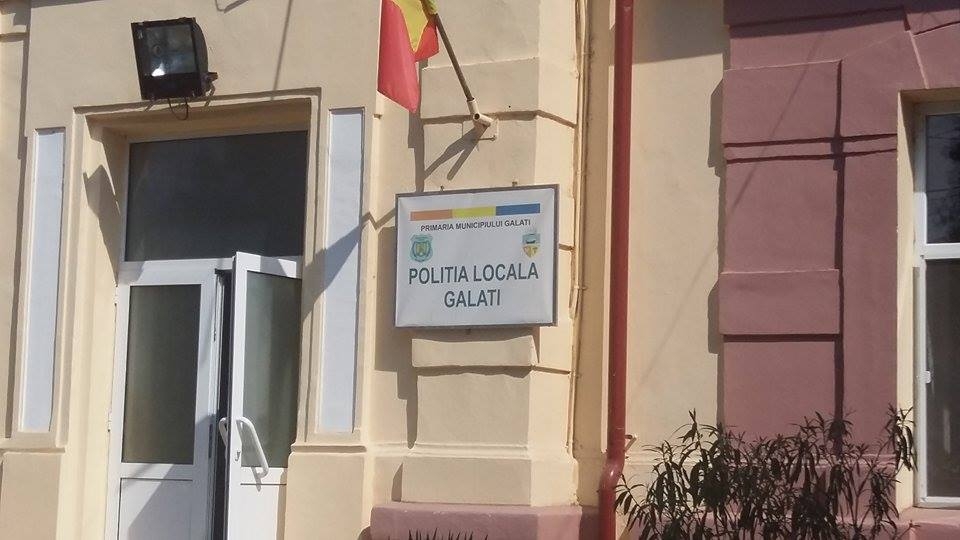 PRIMARIA MUNICIPIULUI GALATI
POLITIA LOCALA
GALATI